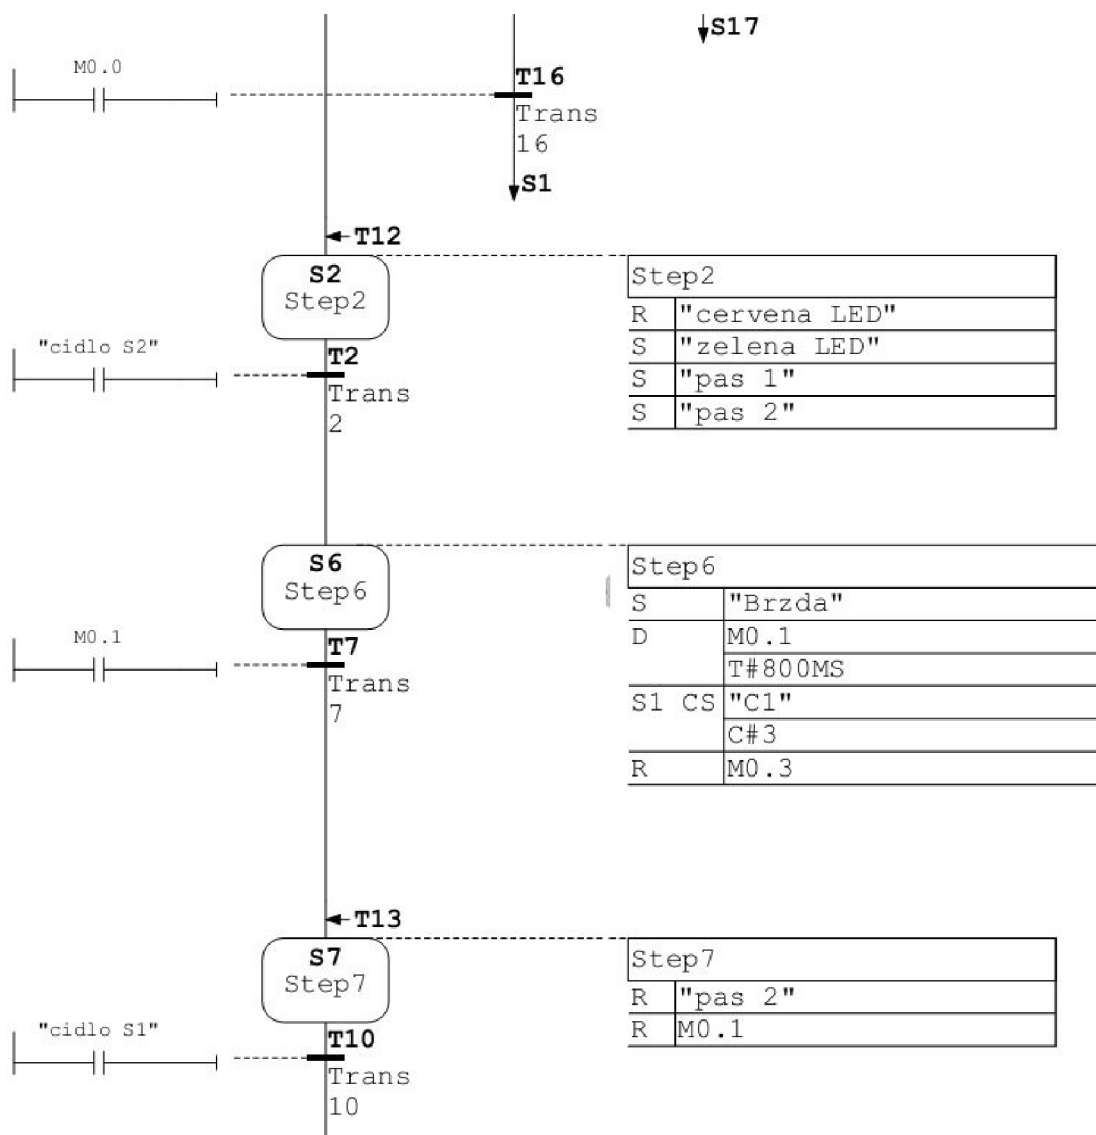 S17
M0.0
T16
Trans
16
S1
T12
S2
Step2
Step2
R "cervena LED"
S "zelena LED"
S "pas 1"
S "pas 2"
"cidlo S2"
T2
Trans
2
S6
Step6
Step6
S "Brzda"
D M0.1
T#800MS
S1 CS "C1"
C#3
R M0.3
M0.1
T7
Trans
7
T13
S7
Step7
Step7
R "pas 2"
R M0.1
"cidlo S1"
T10
Trans
10